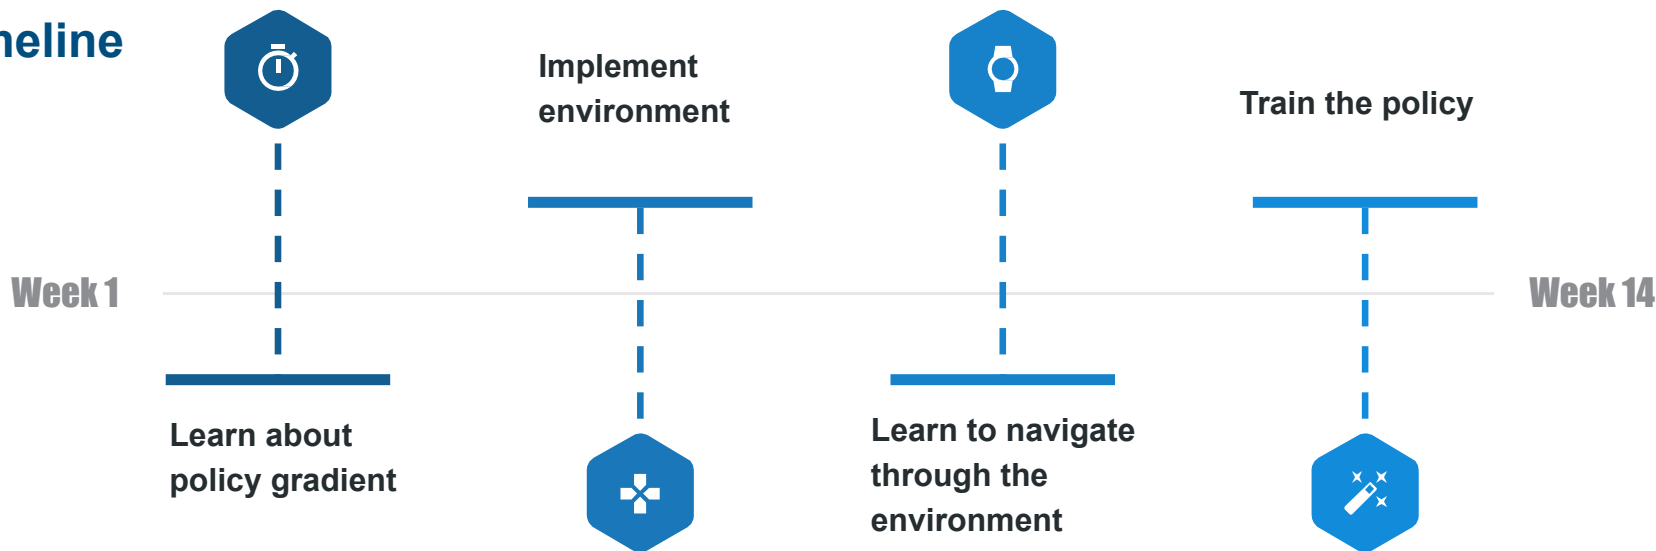 neline
Implement
environment
Train the policy
Week 1
Week 14
Learn about
policy gradient
Learn to navigate
through the
environment